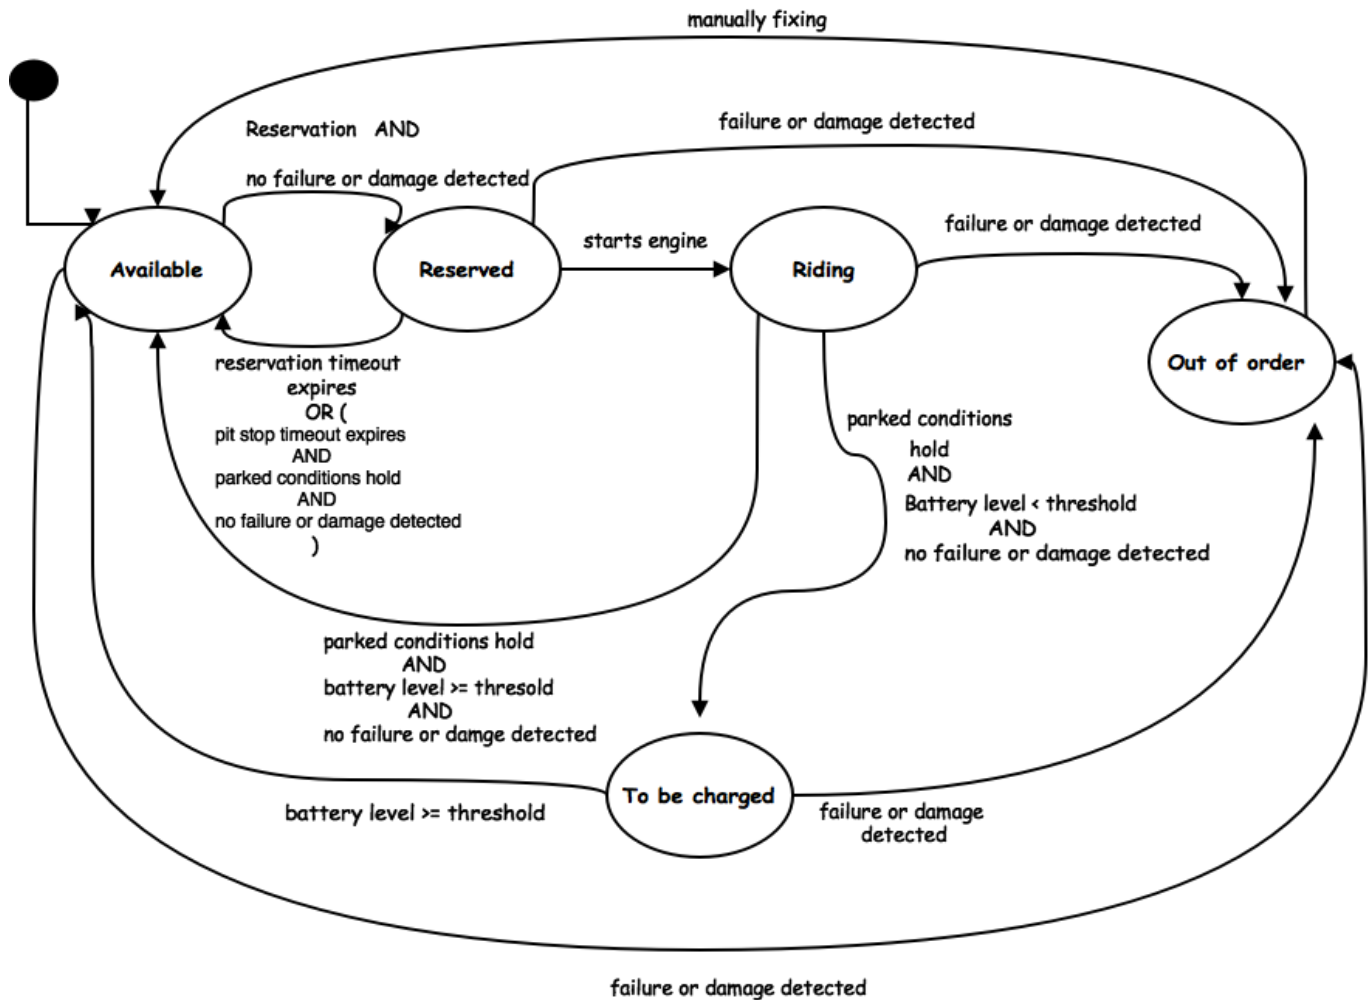 manually fixing
Reservation AND
no failure or damage detected
failure or damage detected
failure or damage detected
starts engine
Available
Reserved
Riding
Out of order
reservation timeout
expires
OR (
pit stop timeout expires
AND
parked conditions hold
AND
no failure or damage detected
)
parked conditions
hold
AND
Battery level < threshold
AND
no failure or damage detected
parked conditions hold
AND
battery level >= thresold
AND
no failure or damge detected
To be charged
battery level >= threshold
failure or damage
detected
failure or damage detected